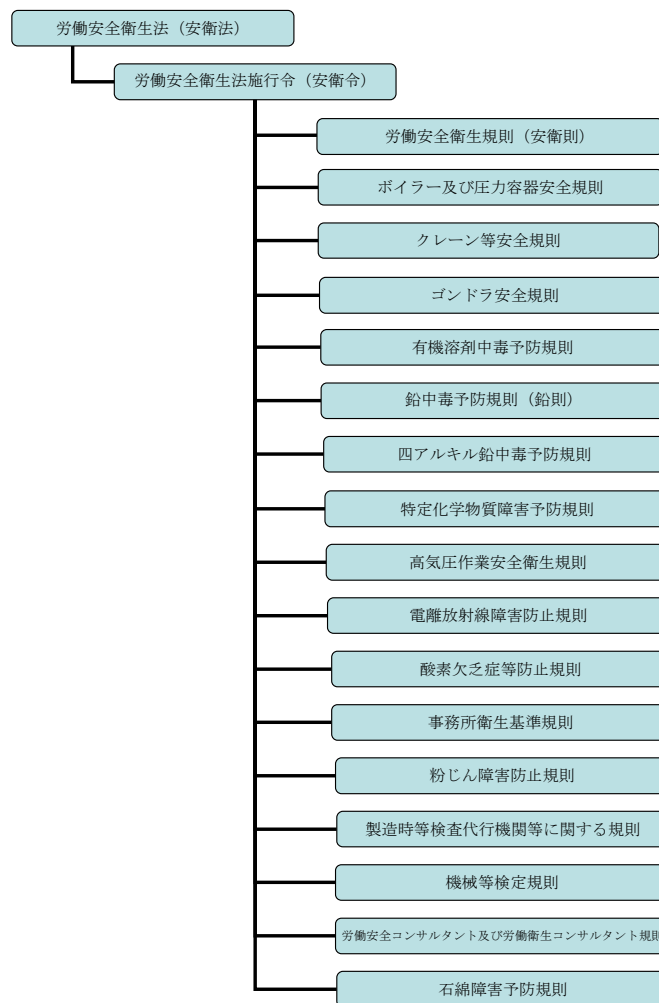 労働安全衛生法（安衛法）
労働安全衛生法施行令（安衛令）
労働安全衛生規則（安衛則）
ボイラー及び圧力容器安全規則
クレーン等安全規則
ゴンドラ安全規則
有機溶剤中毒予防規則
鉛中毒予防規則（鉛則）
四アルキル鉛中毒予防規則
特定化学物質障害予防規則
高気圧作業安全衛生規則
電離放射線障害防止規則
酸素欠乏症等防止規則
事務所衛生基準規則
粉じん障害防止規則
製造時等検査代行機関等に関する規則
機械等検定規則
労働安全コンサルタント及び労働衛生コンサルタント規則
石綿障害予防規則